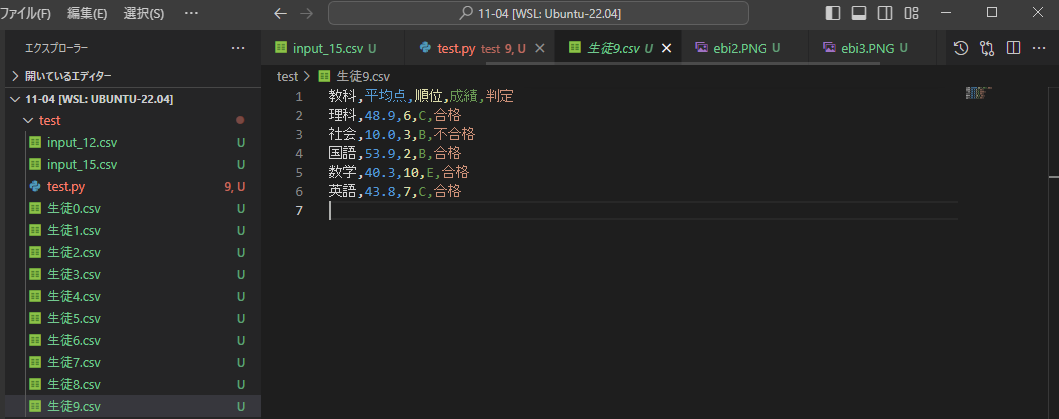 ファイル(F) 編集(E) 選択(S) ··· 11-04 [WSL: Ubuntu-22.04]
エクスプローラー ···
input_15.csv U
test.py test 9, U
生徒9.csv U
ebi2.PNG U
ebi3.PNG U
開いているエディター
11-04 [WSL: UBUNTU-22.04]
test
input_12.csv U
input_15.csv U
test.py 9, U
生徒0.csv U
生徒1.csv U
生徒2.csv U
生徒3.csv U
生徒4.csv U
生徒5.csv U
生徒6.csv U
生徒7.csv U
生徒8.csv U
生徒9.csv U
test > 生徒9.csv
1 教科,平均点,順位,成績,判定
2 理科,48.9,6,C,合格
3 社会,10.0,3,B,不合格
4 国語,53.9,2,B,合格
5 数学,40.3,10,E,合格
6 英語,43.8,7,C,合格
7